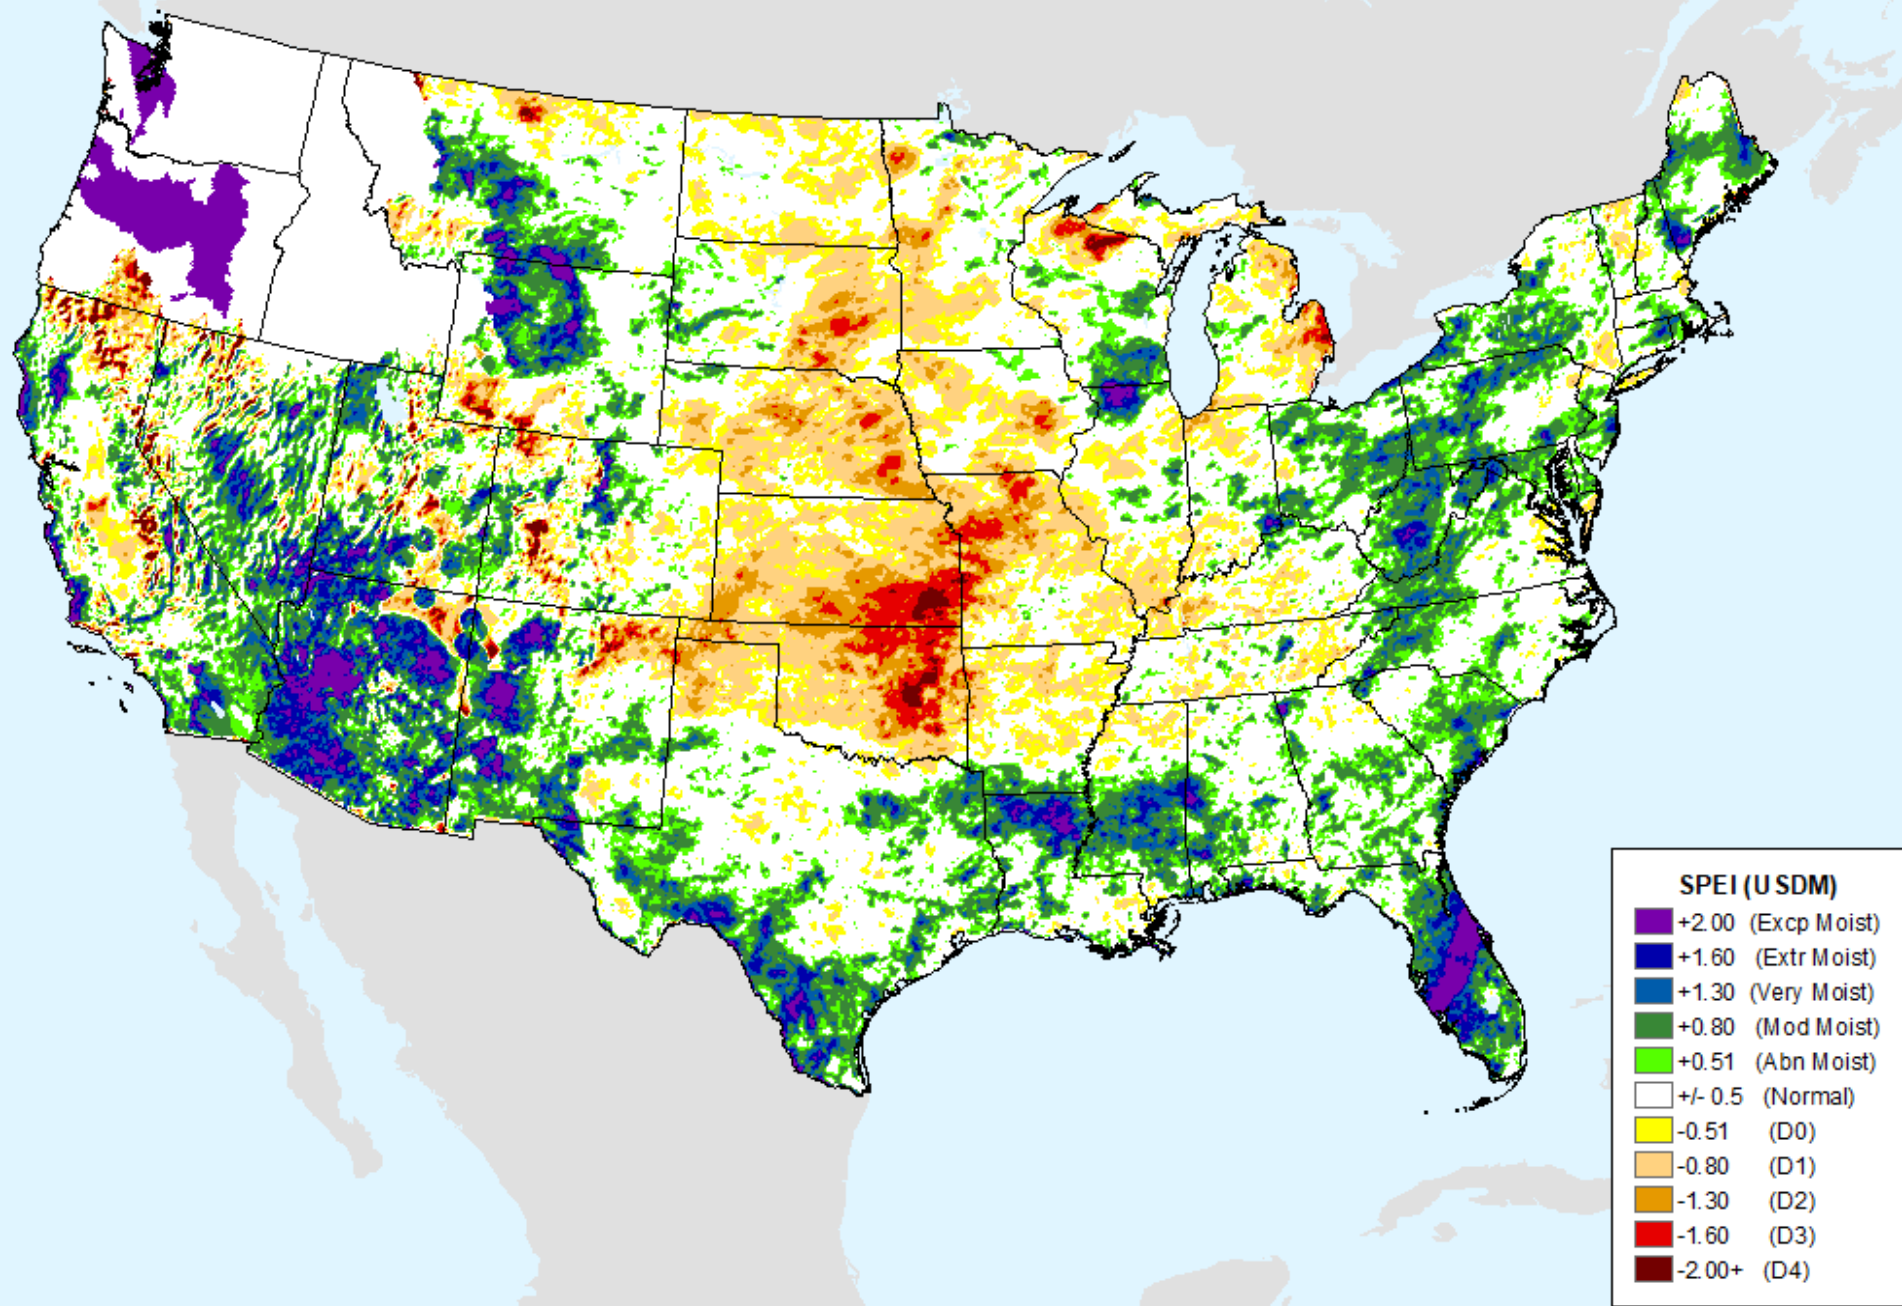 SPEI (USDM)
+2.00 (Excp Moist)
+1.60 (Extr Moist)
+1.30 (Very Moist)
+0.80 (Mod Moist)
+0.51 (Abn Moist)
+/- 0.5 (Normal)
-0.51 (D0)
-0.80 (D1)
-1.30 (D2)
-1.60 (D3)
-2.00+ (D4)